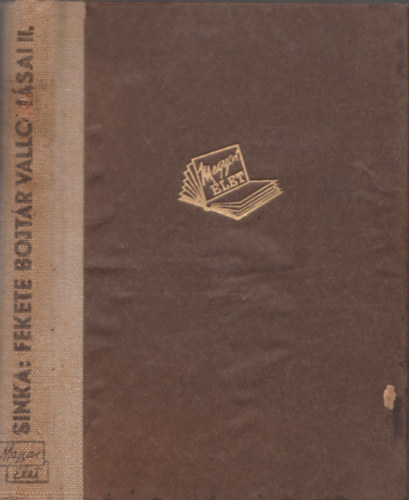 SINKA: FEKETE BOJTÁR VALLOMÁSAI II.
Magyar
élet
Magyar
ÉLET